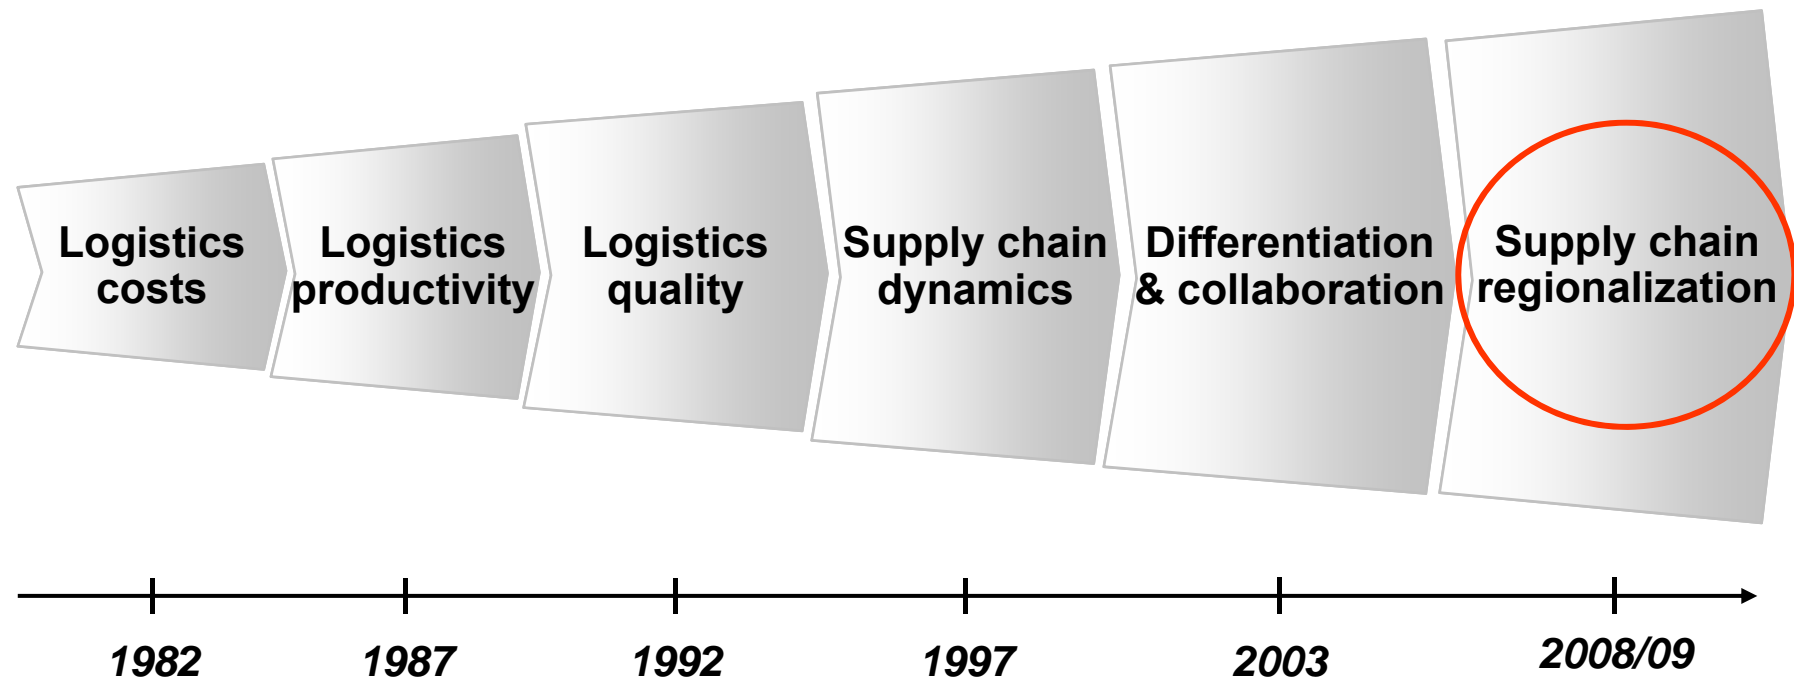 Logistics
costs
Logistics
productivity
Logistics
quality
Supply chain
dynamics
Differentiation
& collaboration
Supply chain
regionalization
1982
1987
1992
1997
2003
2008/09